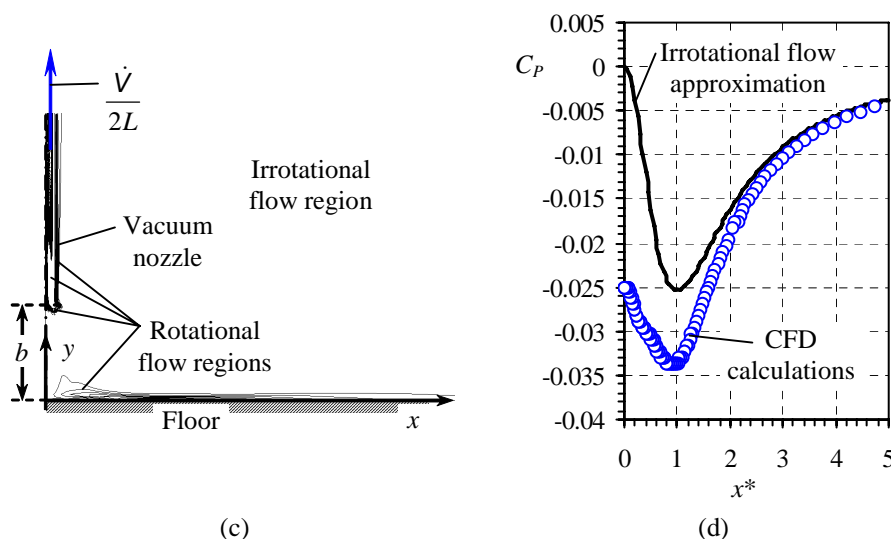 V̇
2L
Irrotational
flow region
Vacuum
nozzle
b
y
Rotational
flow regions
Floor
x
(c)
0.005
0
-0.005
-0.01
-0.015
-0.02
-0.025
-0.03
-0.035
-0.04
C_P
Irrotational flow
approximation
CFD
calculations
0 1 2 3 4 5
x*
(d)